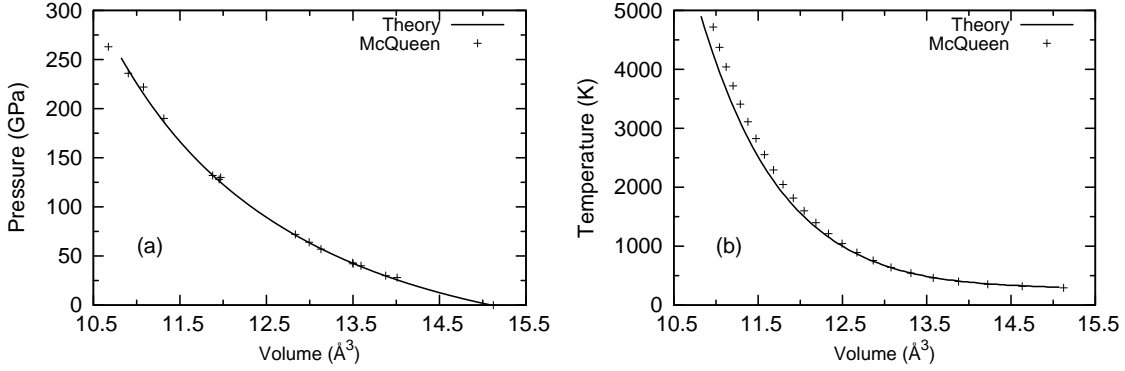 Pressure (GPa)
300
250
200
150
100
50
0
Theory
McQueen
(a)
10.5 11.5 12.5 13.5 14.5 15.5
Volume (Å³)
Temperature (K)
5000
4000
3000
2000
1000
0
Theory
McQueen
(b)
10.5 11.5 12.5 13.5 14.5 15.5
Volume (Å³)